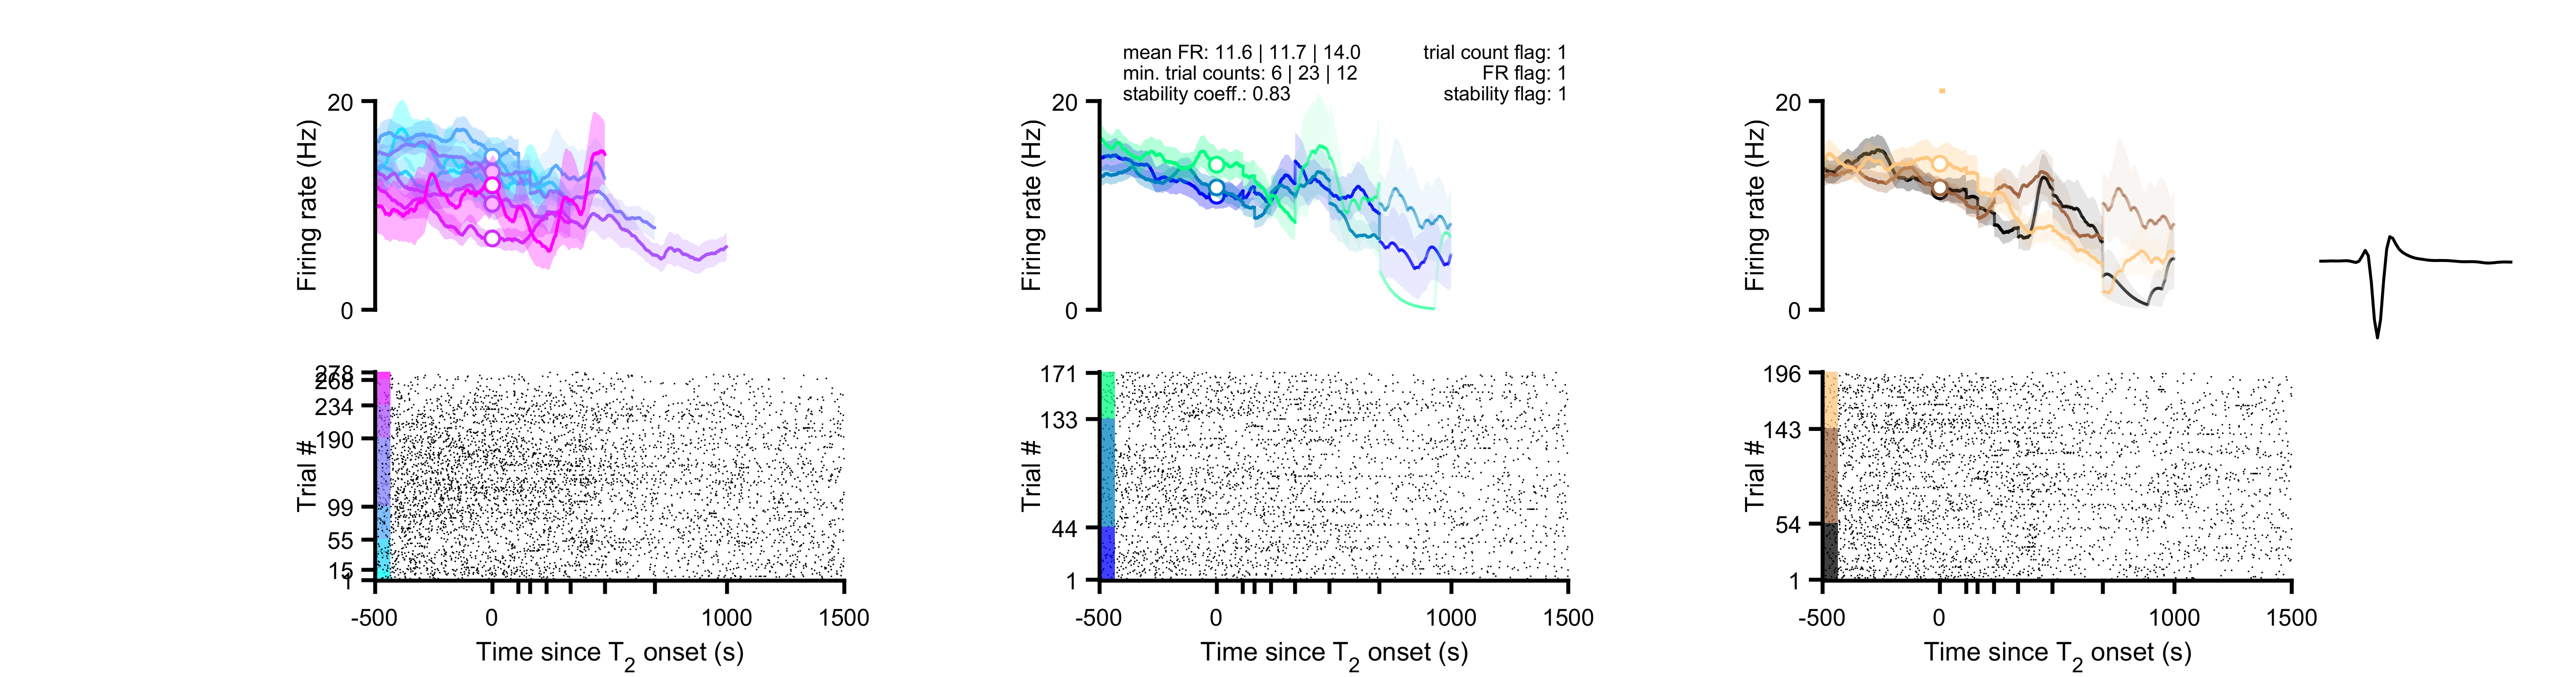 mean FR: 11.6 | 11.7 | 14.0
min. trial counts: 6 | 23 | 12
stability coeff.: 0.83
trial count flag: 1
FR flag: 1
stability flag: 1
20
Firing rate (Hz)
0
20
Firing rate (Hz)
0
20
Firing rate (Hz)
0
278
268
234
190
99
55
15
1
Trial #
-500
0
1000
1500
Time since T2 onset (s)
171
133
44
1
Trial #
-500
0
1000
1500
Time since T2 onset (s)
196
143
54
1
Trial #
-500
0
1000
1500
Time since T2 onset (s)